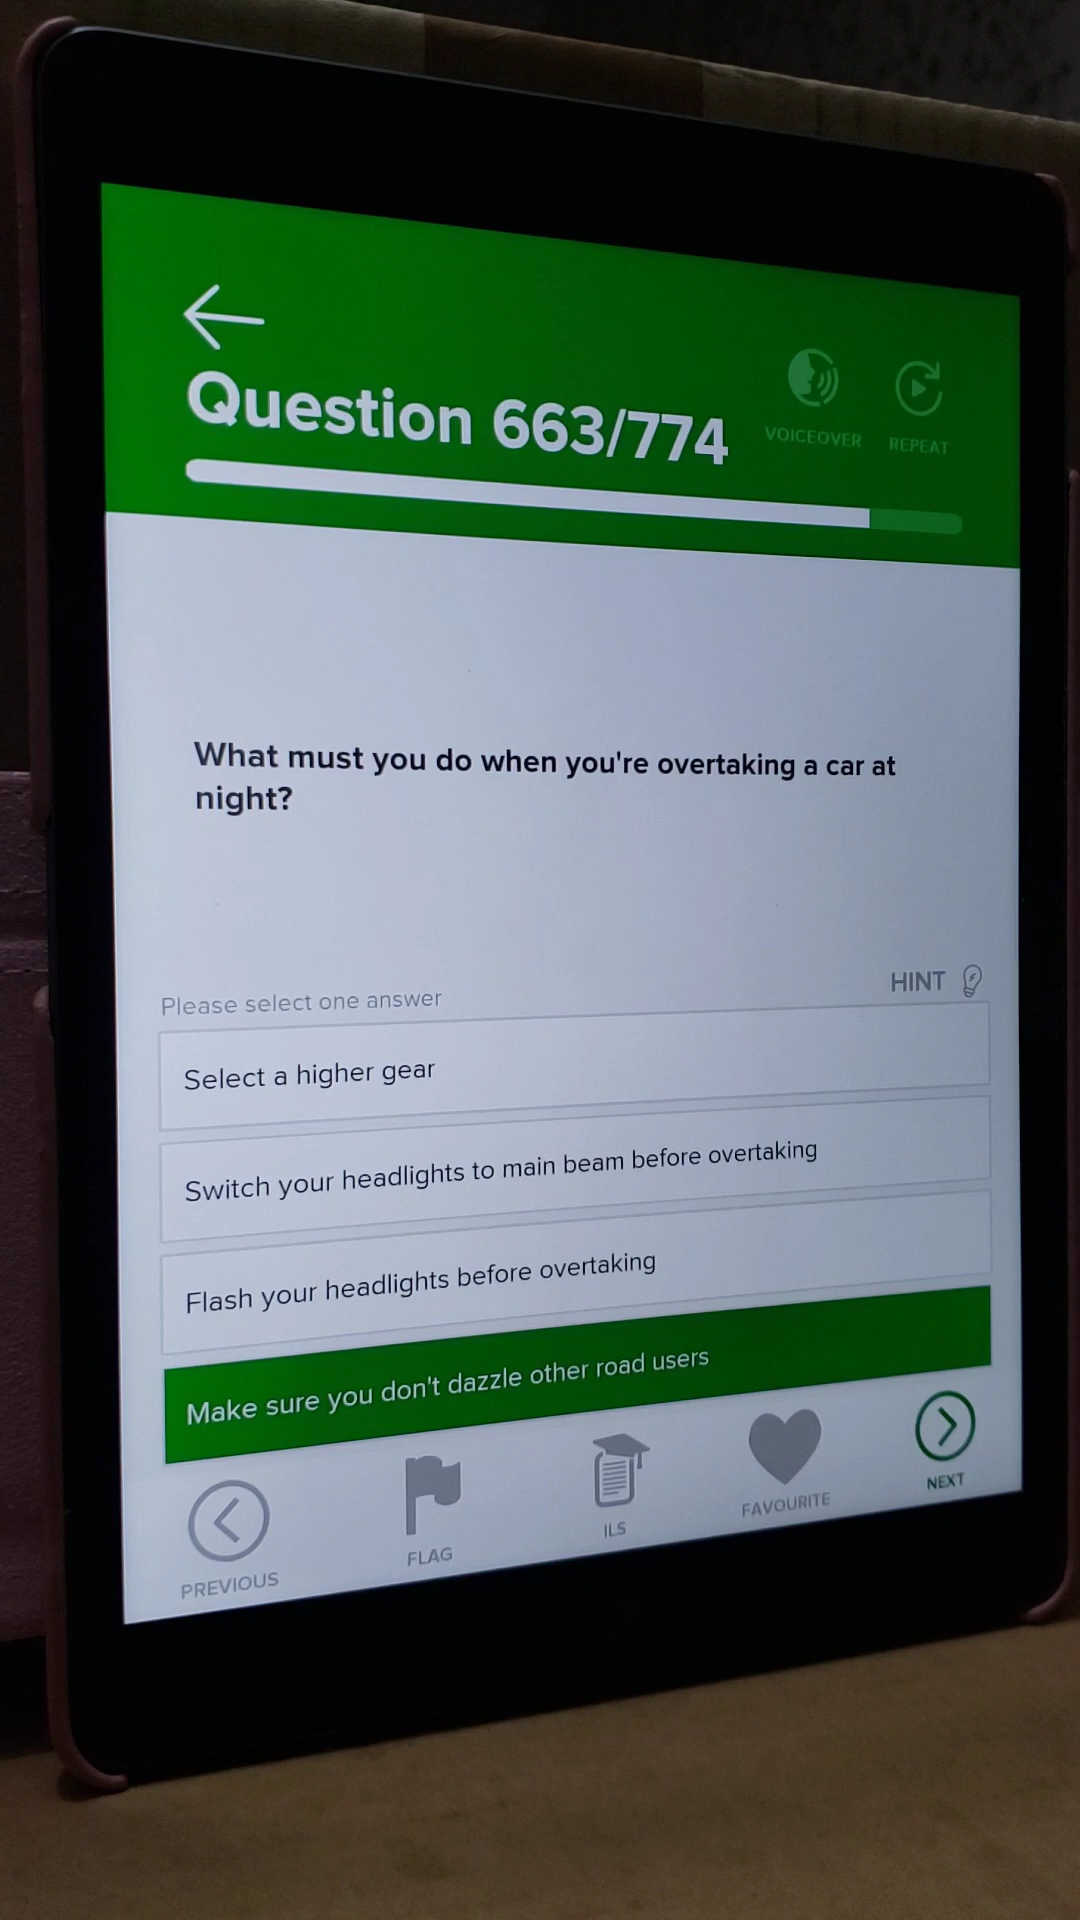 Question 663/774
VOICEOVER
REPEAT
What must you do when you're overtaking a car at
night?
HINT
Please select one answer
Select a higher gear
Switch your headlights to main beam before overtaking
Flash your headlights before overtaking
Make sure you don't dazzle other road users
PREVIOUS
FLAG
ILS
FAVOURITE
NEXT